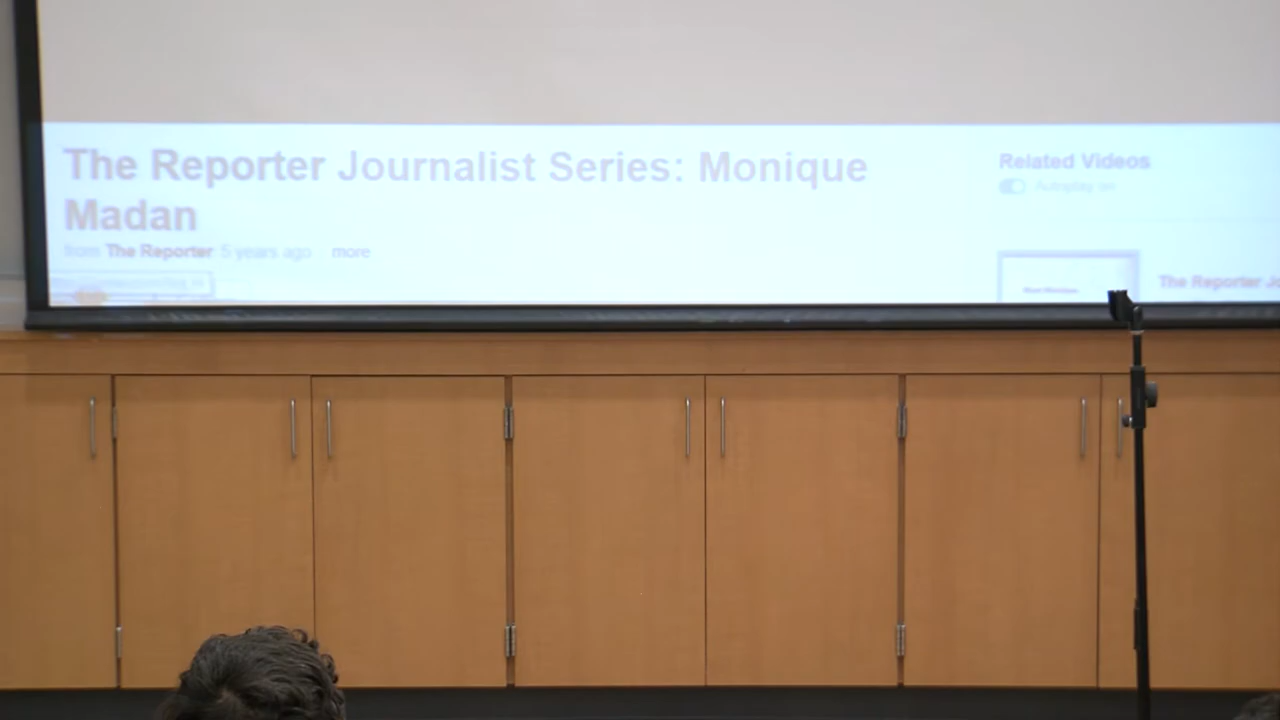 The Reporter Journalist Series: Monique
Madan
from The Reporter 5 years ago more
Related Videos
Autoplay on
The Reporter Jo